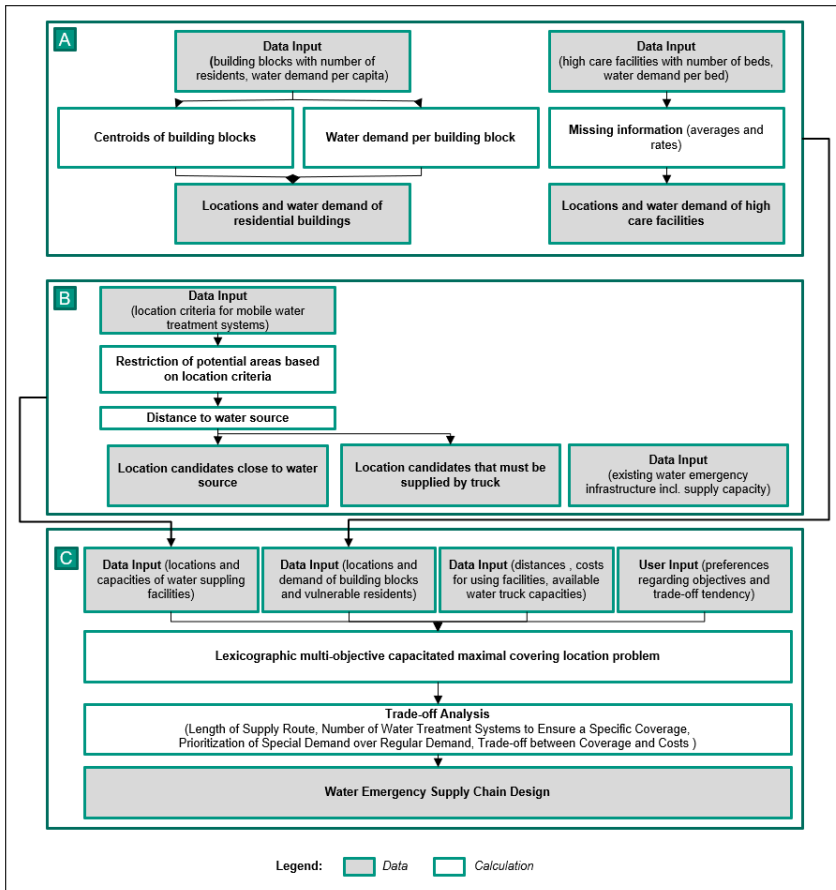 A
Data Input
(building blocks with number of
residents, water demand per capita)
Data Input
(high care facilities with number of beds,
water demand per bed)
Centroids of building blocks
Water demand per building block
Missing information (averages and
rates)
Locations and water demand of
residential buildings
Locations and water demand of high
care facilities
B
Data Input
(location criteria for mobile water
treatment systems)
Restriction of potential areas based
on location criteria
Distance to water source
Location candidates close to water
source
Location candidates that must be
supplied by truck
Data Input
(existing water emergency
infrastructure incl. supply capacity)
C
Data Input (locations and
capacities of water suppling
facilities)
Data Input (locations and
demand of building blocks
and vulnerable residents)
Data Input (distances , costs
for using facilities, available
water truck capacities)
User Input (preferences
regarding objectives and
trade-off tendency)
Lexicographic multi-objective capacitated maximal covering location problem
Trade-off Analysis
(Length of Supply Route, Number of Water Treatment Systems to Ensure a Specific Coverage,
Prioritization of Special Demand over Regular Demand, Trade-off between Coverage and Costs )
Water Emergency Supply Chain Design
Legend: Data Calculation